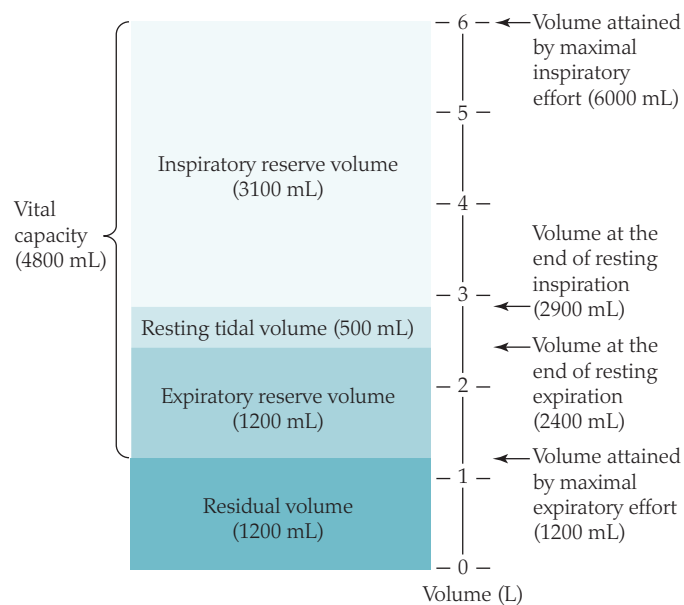 Vital
capacity
(4800 mL)
Inspiratory reserve volume
(3100 mL)
Resting tidal volume (500 mL)
Expiratory reserve volume
(1200 mL)
Residual volume
(1200 mL)
6
5
4
3
2
1
0
Volume (L)
Volume attained
by maximal
inspiratory
effort (6000 mL)
Volume at the
end of resting
inspiration
(2900 mL)
Volume at the
end of resting
expiration
(2400 mL)
Volume attained
by maximal
expiratory effort
(1200 mL)